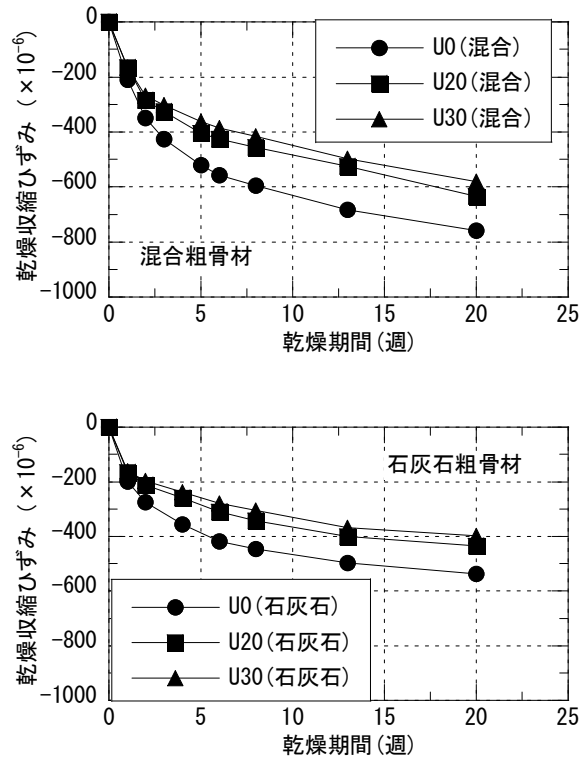 乾燥収縮ひずみ (×10⁻⁶)
0
-200
-400
-600
-800
-1000
U0(混合)
U20(混合)
U30(混合)
混合粗骨材
0 5 10 15 20 25
乾燥期間(週)
乾燥収縮ひずみ (×10⁻⁶)
0
-200
-400
-600
-800
-1000
石灰石粗骨材
U0(石灰石)
U20(石灰石)
U30(石灰石)
0 5 10 15 20 25
乾燥期間(週)